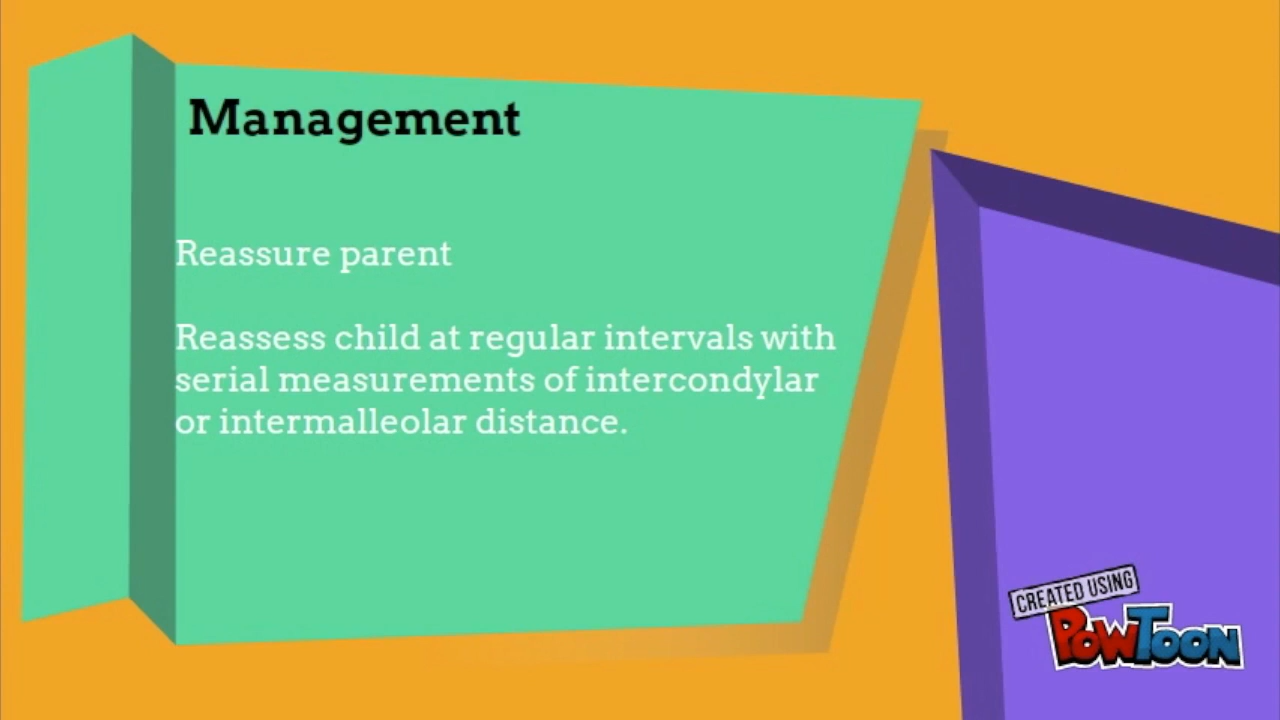 Management
Reassure parent
Reassess child at regular intervals with
serial measurements of intercondylar
or intermalleolar distance.
CREATED USING
POWTOON